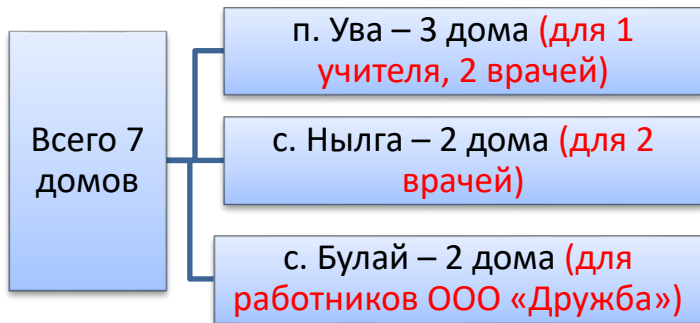 Всего 7
домов
п. Ува – 3 дома (для 1
учителя, 2 врачей)
с. Нылга – 2 дома (для 2
врачей)
с. Булай – 2 дома (для
работников ООО «Дружба»)